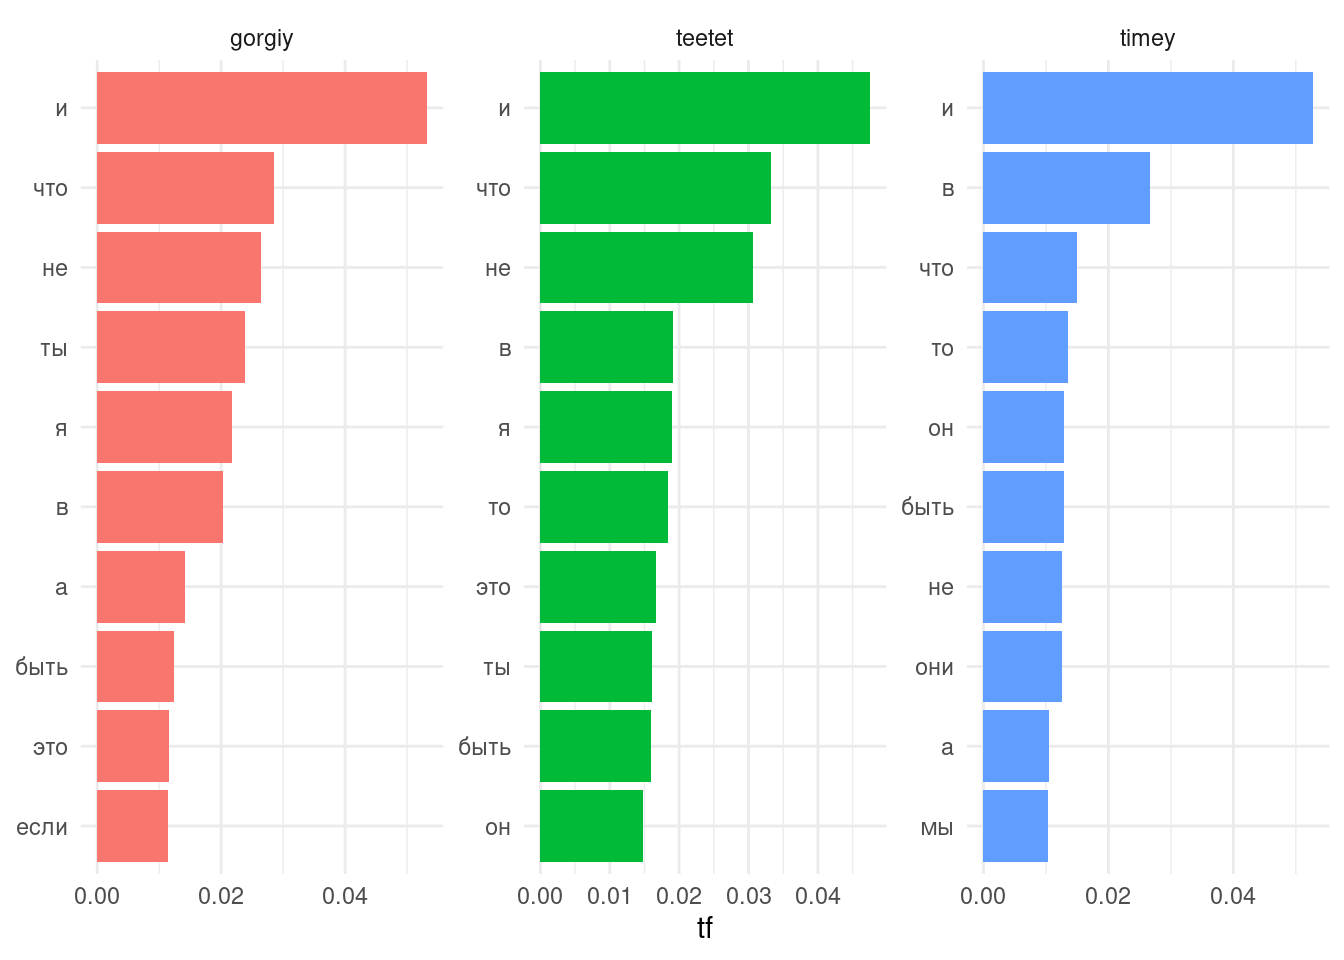 gorgiy
и
что
не
ты
я
в
а
быть
это
если
0.00 0.02 0.04
teetet
и
что
не
в
я
то
это
ты
быть
он
0.00 0.01 0.02 0.03 0.04
timey
и
в
что
то
он
быть
не
они
а
мы
0.00 0.02 0.04
tf